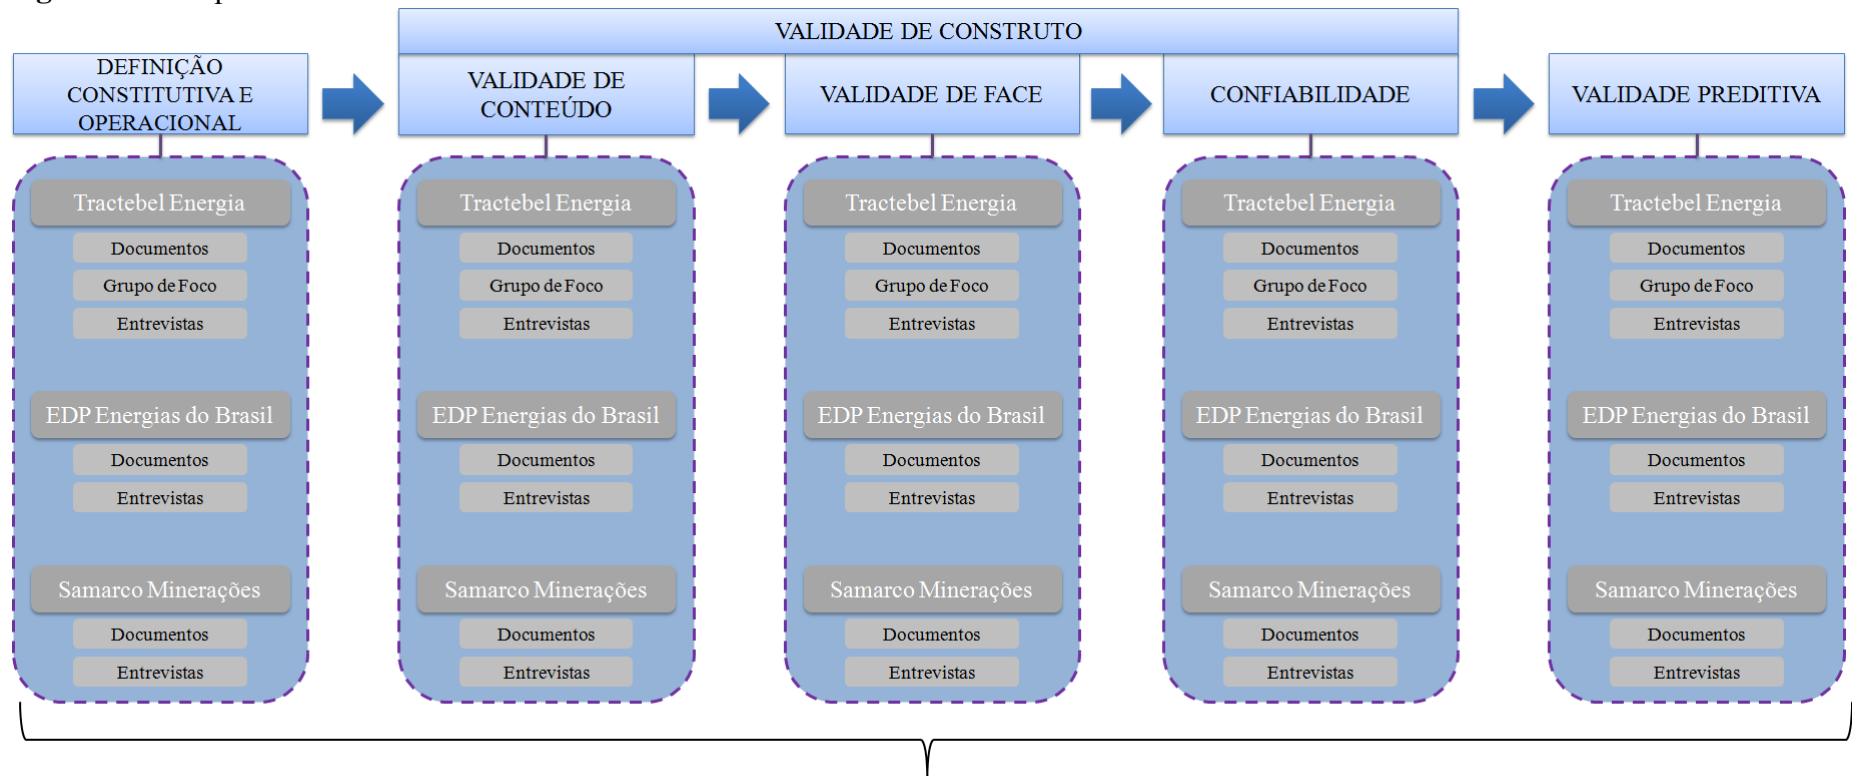 VALIDADE DE CONSTRUTO
DEFINIÇÃO
CONSTITUTIVA E
OPERACIONAL
VALIDADE DE
CONTEÚDO
VALIDADE DE FACE
CONFIABILIDADE
VALIDADE PREDITIVA
Tractebel Energia
Documentos
Grupo de Foco
Entrevistas
EDP Energias do Brasil
Documentos
Entrevistas
Samarco Minerações
Documentos
Entrevistas
Tractebel Energia
Documentos
Grupo de Foco
Entrevistas
EDP Energias do Brasil
Documentos
Entrevistas
Samarco Minerações
Documentos
Entrevistas
Tractebel Energia
Documentos
Grupo de Foco
Entrevistas
EDP Energias do Brasil
Documentos
Entrevistas
Samarco Minerações
Documentos
Entrevistas
Tractebel Energia
Documentos
Grupo de Foco
Entrevistas
EDP Energias do Brasil
Documentos
Entrevistas
Samarco Minerações
Documentos
Entrevistas
Tractebel Energia
Documentos
Grupo de Foco
Entrevistas
EDP Energias do Brasil
Documentos
Entrevistas
Samarco Minerações
Documentos
Entrevistas